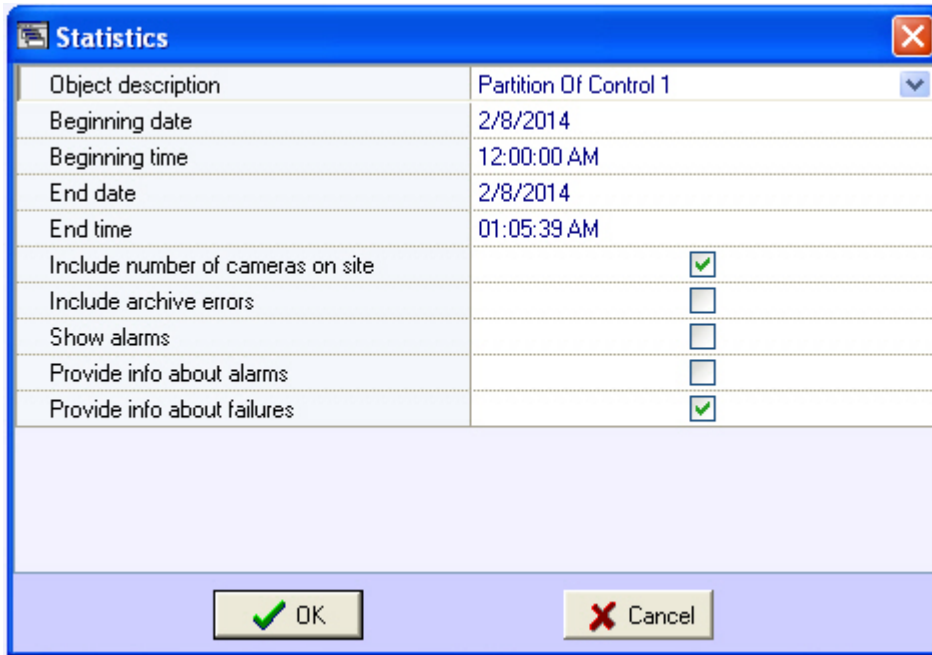 Statistics
Object description Partition Of Control 1
Beginning date 2/8/2014
Beginning time 12:00:00 AM
End date 2/8/2014
End time 01:05:39 AM
Include number of cameras on site
Include archive errors
Show alarms
Provide info about alarms
Provide info about failures
OK Cancel